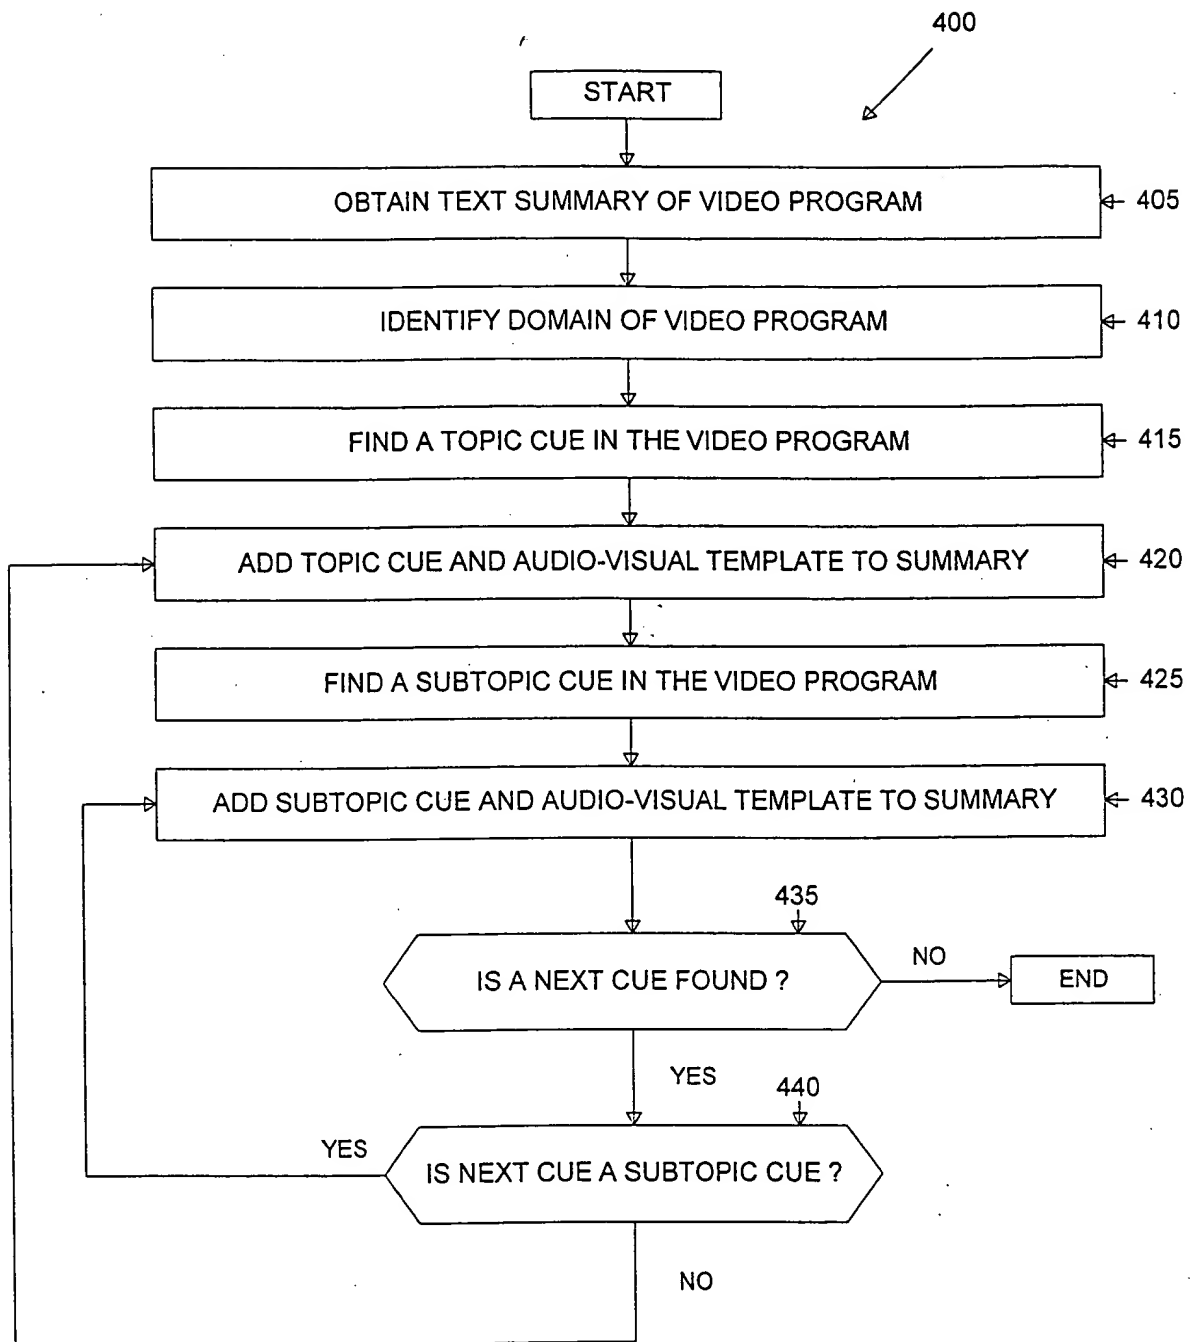 400
START
OBTAIN TEXT SUMMARY OF VIDEO PROGRAM
405
IDENTIFY DOMAIN OF VIDEO PROGRAM
410
FIND A TOPIC CUE IN THE VIDEO PROGRAM
415
ADD TOPIC CUE AND AUDIO-VISUAL TEMPLATE TO SUMMARY
420
FIND A SUBTOPIC CUE IN THE VIDEO PROGRAM
425
ADD SUBTOPIC CUE AND AUDIO-VISUAL TEMPLATE TO SUMMARY
430
435
IS A NEXT CUE FOUND ?
NO
END
YES
440
YES
IS NEXT CUE A SUBTOPIC CUE ?
NO